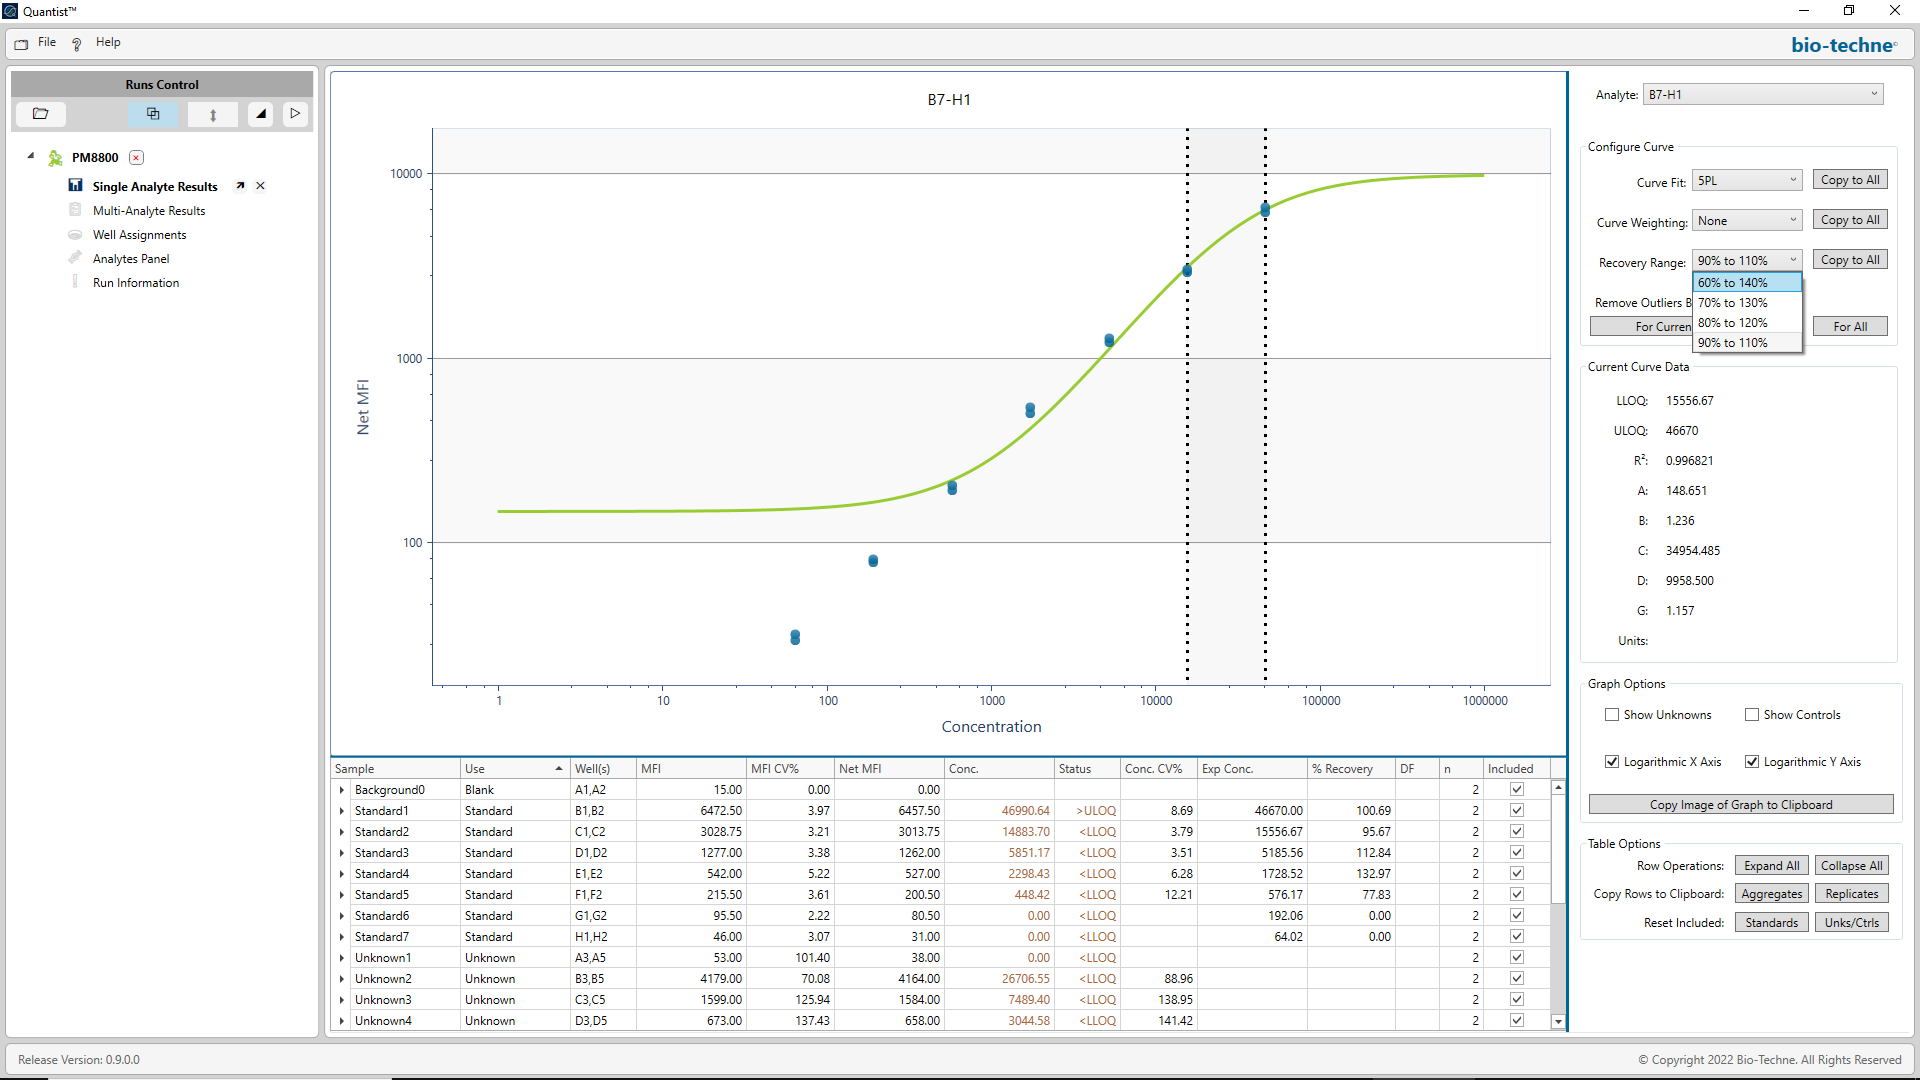 Quantist™
File  Help  bio-techne®
Runs Control
PM8800
Single Analyte Results
Multi-Analyte Results
Well Assignments
Analytes Panel
Run Information
B7-H1
10000
1000
100
Net MFI
1  10  100  1000  10000  100000  1000000
Concentration
Analyte: B7-H1
Configure Curve
Curve Fit: 5PL  Copy to All
Curve Weighting: None  Copy to All
Recovery Range: 90% to 110%  Copy to All
60% to 140%
70% to 130%
80% to 120%
90% to 110%
Remove Outliers B
For Curren  For All
Current Curve Data
LLOQ: 15556.67
ULOQ: 46670
R²: 0.996821
A: 148.651
B: 1.236
C: 34954.485
D: 9958.500
G: 1.157
Units:
Graph Options
Show Unknowns  Show Controls
Logarithmic X Axis  Logarithmic Y Axis
Copy Image of Graph to Clipboard
Table Options
Row Operations: Expand All  Collapse All
Copy Rows to Clipboard: Aggregates  Replicates
Reset Included: Standards  Unks/Ctrls
Sample  Use  Well(s)  MFI  MFI CV%  Net MFI  Conc.  Status  Conc. CV%  Exp Conc.  % Recovery  DF  n  Included
Background0  Blank  A1,A2  15.00  0.00  0.00  2
Standard1  Standard  B1,B2  6472.50  3.97  6457.50  46990.64  >ULOQ  8.69  46670.00  100.69  2
Standard2  Standard  C1,C2  3028.75  3.21  3013.75  14883.70  <LLOQ  3.79  15556.67  95.67  2
Standard3  Standard  D1,D2  1277.00  3.38  1262.00  5851.17  <LLOQ  3.51  5185.56  112.84  2
Standard4  Standard  E1,E2  542.00  5.22  527.00  2298.43  <LLOQ  6.28  1728.52  132.97  2
Standard5  Standard  F1,F2  215.50  3.61  200.50  448.42  <LLOQ  12.21  576.17  77.83  2
Standard6  Standard  G1,G2  95.50  2.22  80.50  0.00  <LLOQ  192.06  0.00  2
Standard7  Standard  H1,H2  46.00  3.07  31.00  0.00  <LLOQ  64.02  0.00  2
Unknown1  Unknown  A3,A5  53.00  101.40  38.00  0.00  <LLOQ  2
Unknown2  Unknown  B3,B5  4179.00  70.08  4164.00  26706.55  <LLOQ  88.96  2
Unknown3  Unknown  C3,C5  1599.00  125.94  1584.00  7489.40  <LLOQ  138.95  2
Unknown4  Unknown  D3,D5  673.00  137.43  658.00  3044.58  <LLOQ  141.42  2
Release Version: 0.9.0.0  © Copyright 2022 Bio-Techne. All Rights Reserved